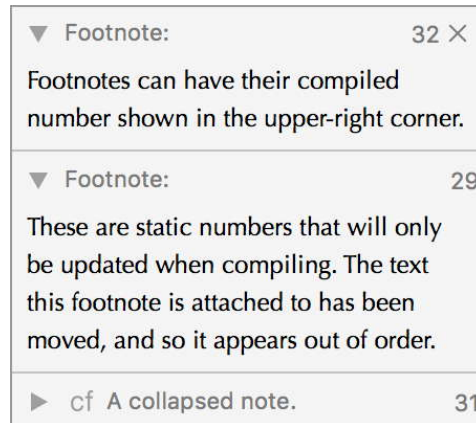 Footnote: 32
Footnotes can have their compiled
number shown in the upper-right corner.
Footnote: 29
These are static numbers that will only
be updated when compiling. The text
this footnote is attached to has been
moved, and so it appears out of order.
cf A collapsed note. 31